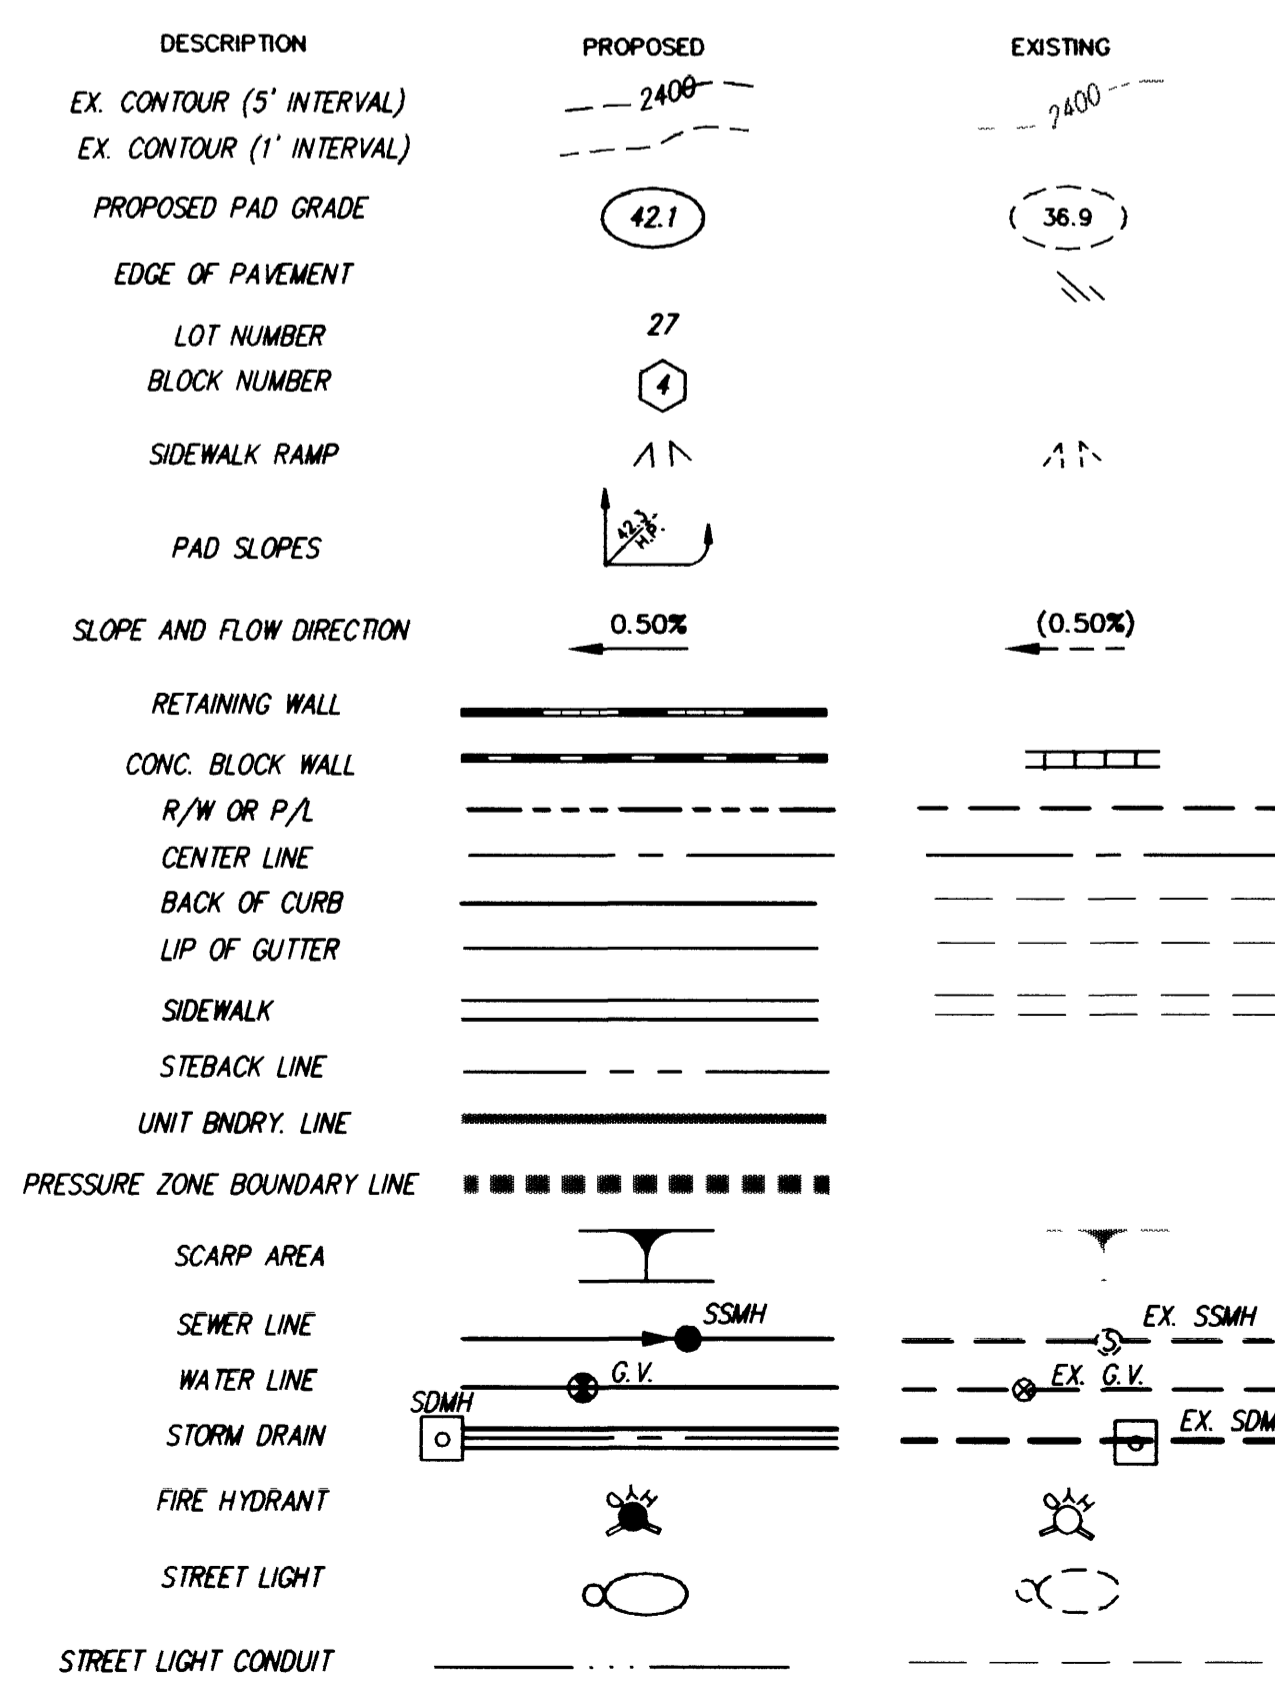 DESCRIPTION PROPOSED EXISTING
EX. CONTOUR (5' INTERVAL) 2400 2400
EX. CONTOUR (1' INTERVAL)
PROPOSED PAD GRADE 42.1 ( 36.9 )
EDGE OF PAVEMENT
LOT NUMBER 27
BLOCK NUMBER 4
SIDEWALK RAMP
PAD SLOPES 42.3 H.P.
SLOPE AND FLOW DIRECTION 0.50% (0.50%)
RETAINING WALL
CONC. BLOCK WALL
R/W OR P/L
CENTER LINE
BACK OF CURB
LIP OF GUTTER
SIDEWALK
STEBACK LINE
UNIT BNDRY. LINE
PRESSURE ZONE BOUNDARY LINE
SCARP AREA
SEWER LINE SSMH S EX. SSMH
WATER LINE G.V. EX. G.V.
SDMH
STORM DRAIN EX. SDM
FIRE HYDRANT
STREET LIGHT
STREET LIGHT CONDUIT